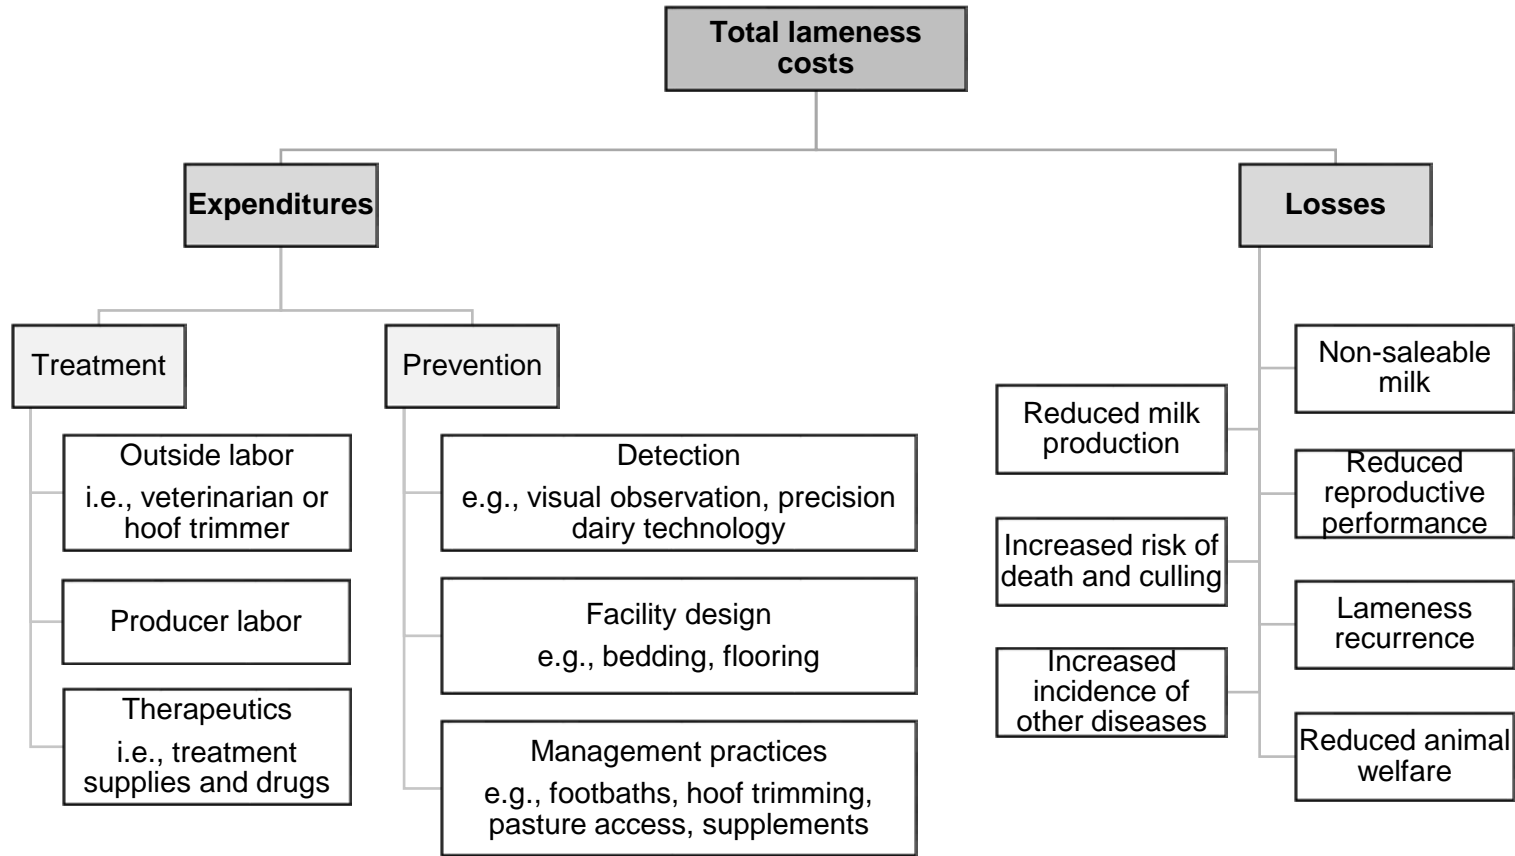 Total lameness
costs
Expenditures
Losses
Treatment
Prevention
Outside labor
i.e., veterinarian or
hoof trimmer
Producer labor
Therapeutics
i.e., treatment
supplies and drugs
Detection
e.g., visual observation, precision
dairy technology
Facility design
e.g., bedding, flooring
Management practices
e.g., footbaths, hoof trimming,
pasture access, supplements
Reduced milk
production
Increased risk of
death and culling
Increased
incidence of
other diseases
Non-saleable
milk
Reduced
reproductive
performance
Lameness
recurrence
Reduced animal
welfare